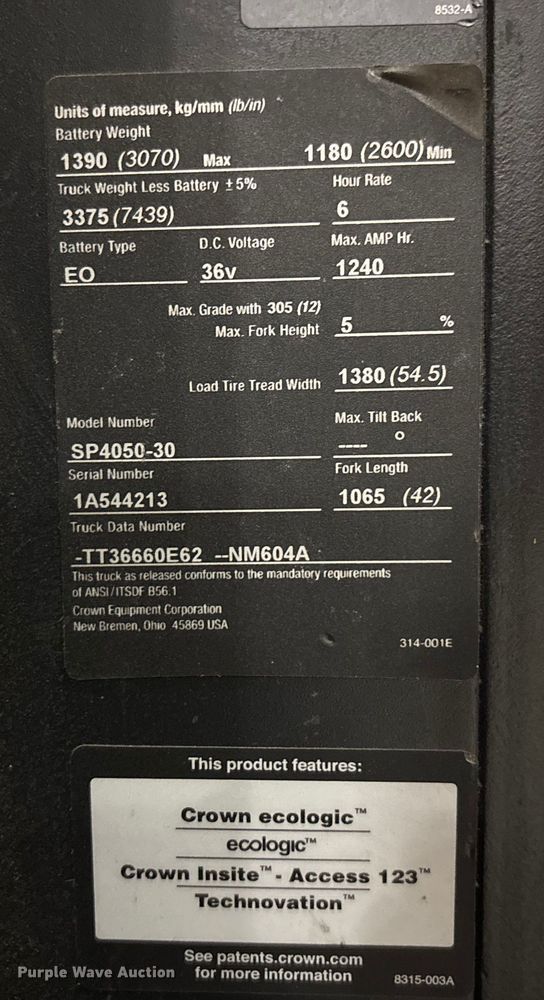 8532-A
Units of measure, kg/mm (lb/in)
Battery Weight
1390 (3070) Max 1180 (2600) Min
Truck Weight Less Battery ±5% Hour Rate
3375 (7439) 6
Battery Type D.C. Voltage Max. AMP Hr.
EO 36v 1240
Max. Grade with 305 (12)
Max. Fork Height 5 %
Load Tire Tread Width 1380 (54.5)
Model Number Max. Tilt Back
SP4050-30 ---- °
Serial Number Fork Length
1A544213 1065 (42)
Truck Data Number
-TT36660E62 --NM604A
This truck as released conforms to the mandatory requirements
of ANSI/ITSDF B56.1
Crown Equipment Corporation
New Bremen, Ohio 45869 USA
314-001E
This product features:
Crown ecologic™
ecologic™
Crown Insite™ - Access 123™
Technovation™
See patents.crown.com
for more information
8315-003A
Purple Wave Auction